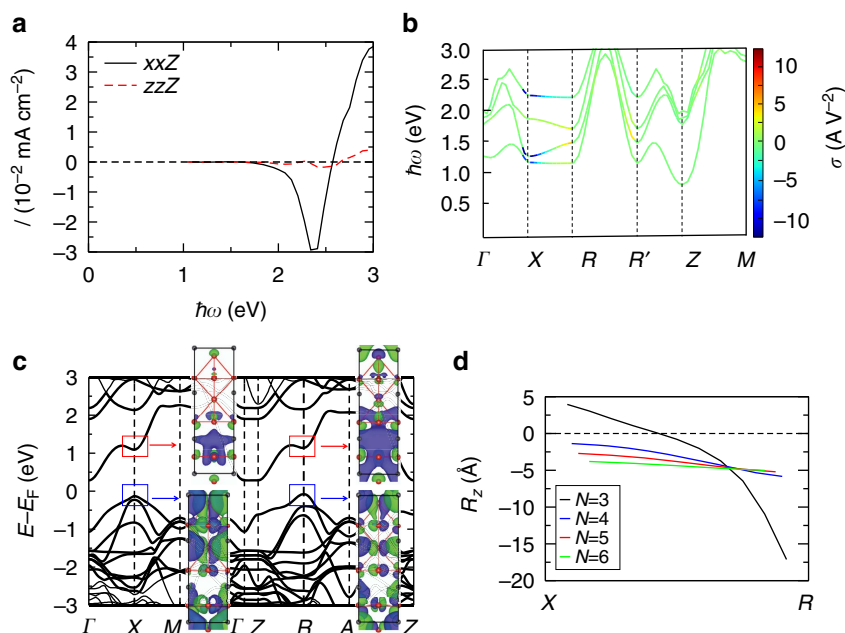 a
4
3
2
1
0
−1
−2
−3
/ (10⁻² mA cm⁻²)
xxZ
zzZ
0 1 2 3
ħω (eV)
b
3.0
2.5
2.0
1.5
1.0
0.5
ħω (eV)
Γ X R R′ Z M
10
5
0
−5
−10
σ (A V⁻²)
c
3
2
1
0
−1
−2
−3
E−E_F (eV)
Γ X M Γ Z R A Z
d
5
0
−5
−10
−15
−20
R_z (Å)
N=3
N=4
N=5
N=6
X R